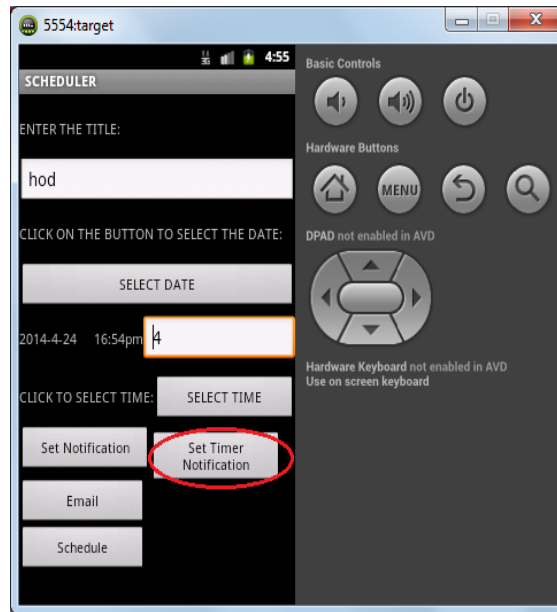 5554:target
3G 4:55
SCHEDULER
ENTER THE TITLE:
hod
CLICK ON THE BUTTON TO SELECT THE DATE:
SELECT DATE
2014-4-24 16:54pm 4
CLICK TO SELECT TIME: SELECT TIME
Set Notification
Set Timer
Notification
Email
Schedule
Basic Controls
Hardware Buttons
MENU
DPAD not enabled in AVD
Hardware Keyboard not enabled in AVD
Use on screen keyboard